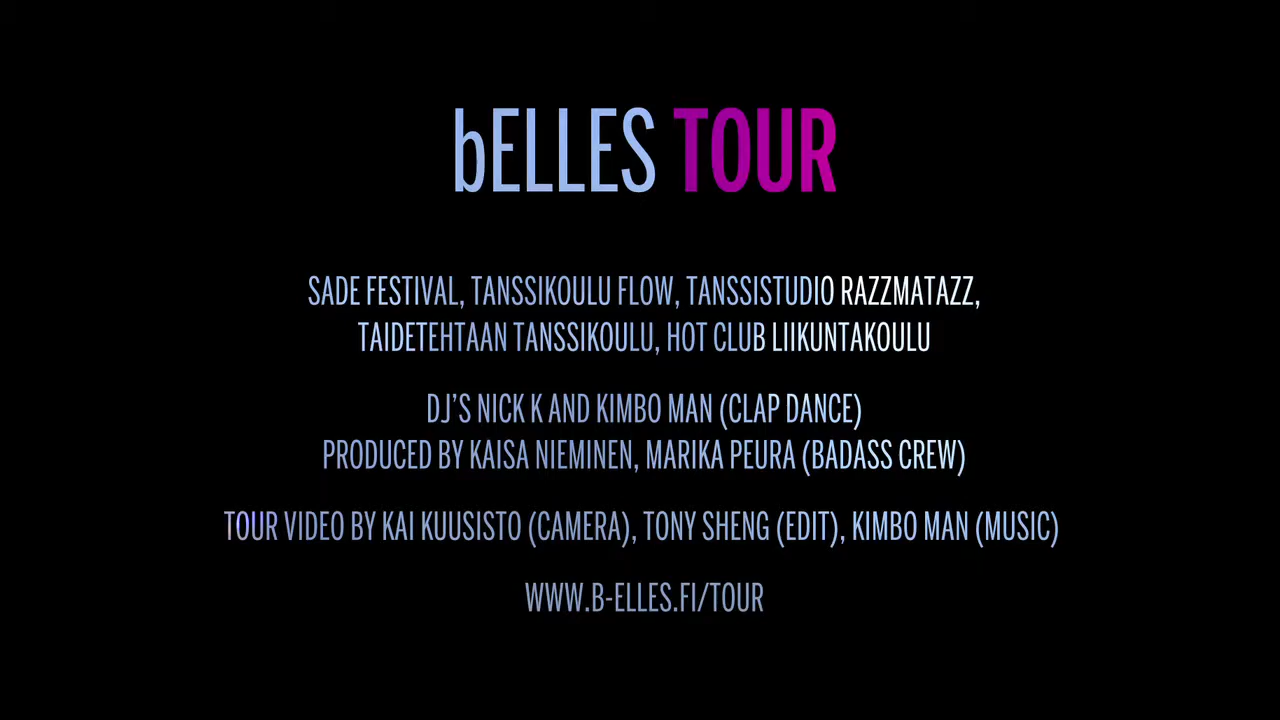 bELLES TOUR
SADE FESTIVAL, TANSSIKOULU FLOW, TANSSISTUDIO RAZZMATAZZ,
TAIDETEHTAAN TANSSIKOULU, HOT CLUB LIIKUNTAKOULU
DJ'S NICK K AND KIMBO MAN (CLAP DANCE)
PRODUCED BY KAISA NIEMINEN, MARIKA PEURA (BADASS CREW)
TOUR VIDEO BY KAI KUUSISTO (CAMERA), TONY SHENG (EDIT), KIMBO MAN (MUSIC)
WWW.B-ELLES.FI/TOUR